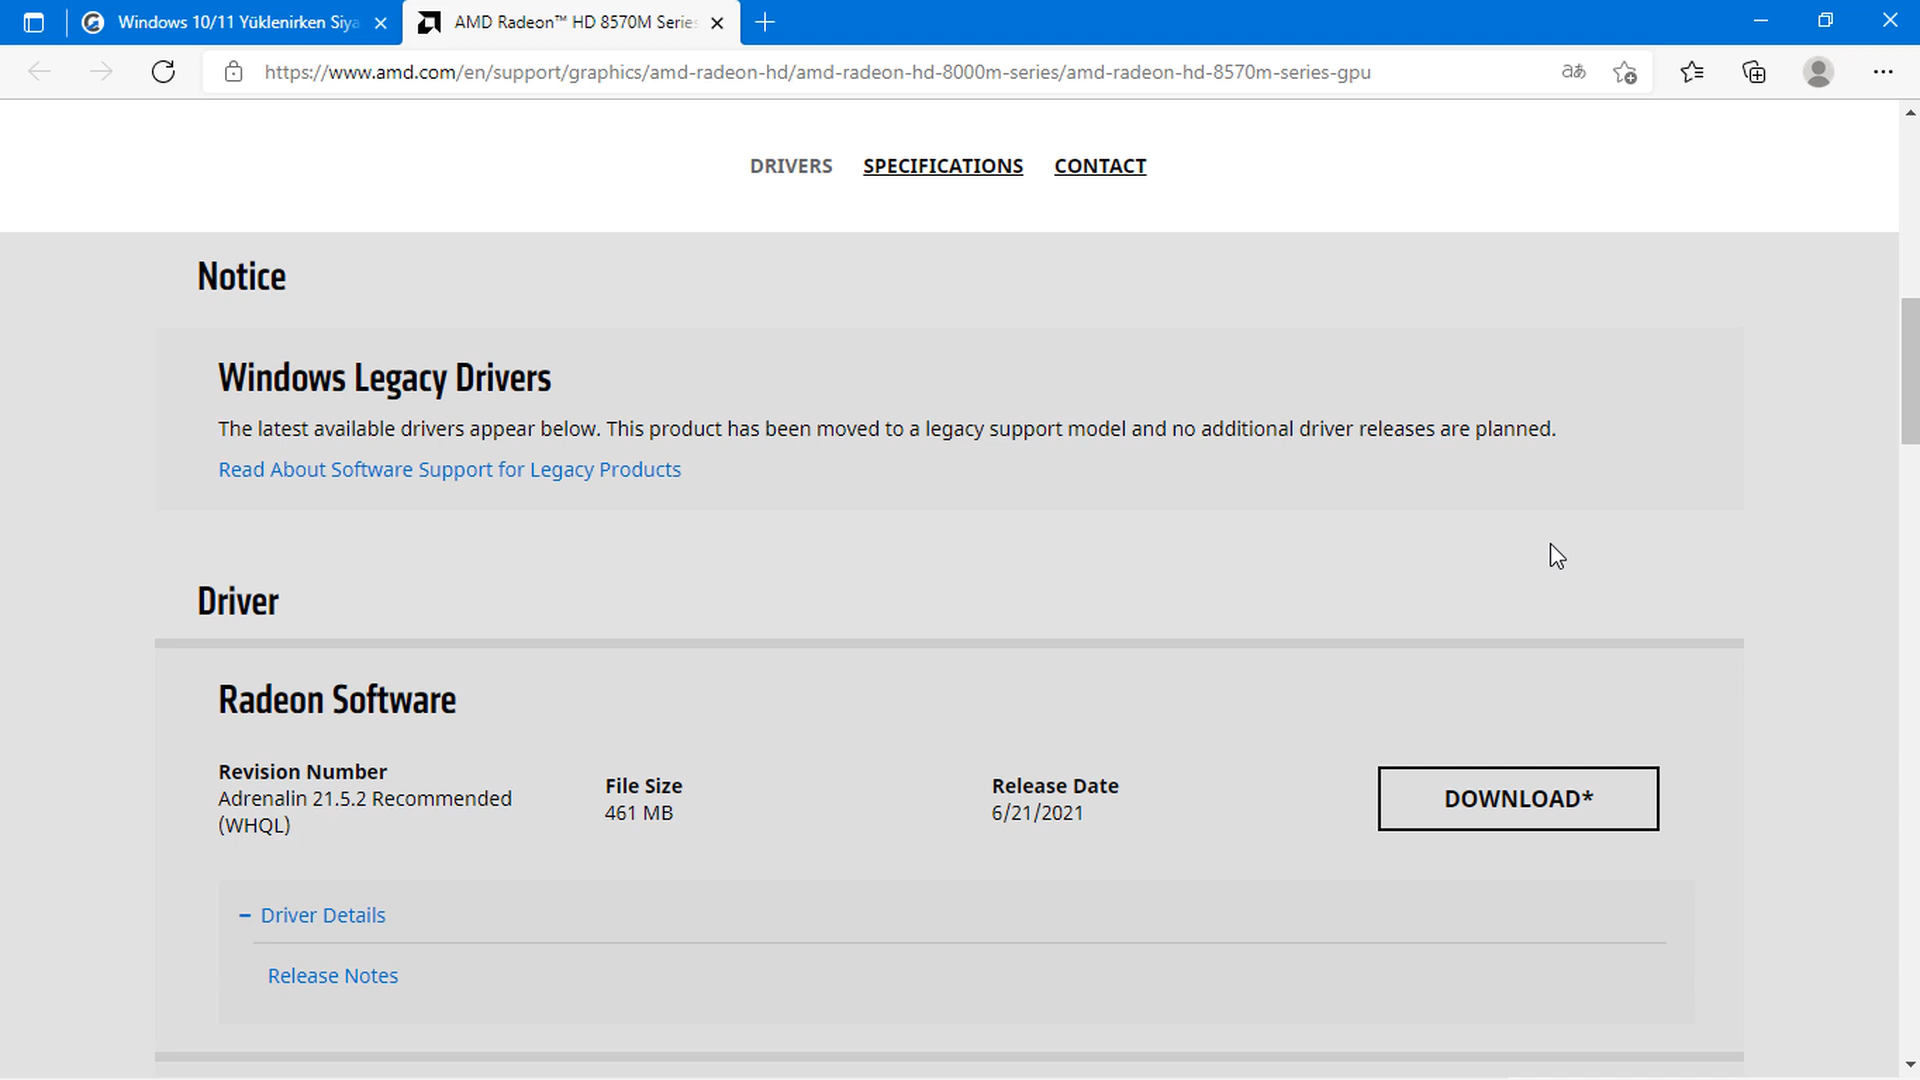 Windows 10/11 Yüklenirken Siya
AMD Radeon™ HD 8570M Series
https://www.amd.com/en/support/graphics/amd-radeon-hd/amd-radeon-hd-8000m-series/amd-radeon-hd-8570m-series-gpu
aあ
DRIVERS SPECIFICATIONS CONTACT
Notice
Windows Legacy Drivers
The latest available drivers appear below. This product has been moved to a legacy support model and no additional driver releases are planned.
Read About Software Support for Legacy Products
Driver
Radeon Software
Revision Number
Adrenalin 21.5.2 Recommended
(WHQL)
File Size
461 MB
Release Date
6/21/2021
DOWNLOAD*
Driver Details
Release Notes